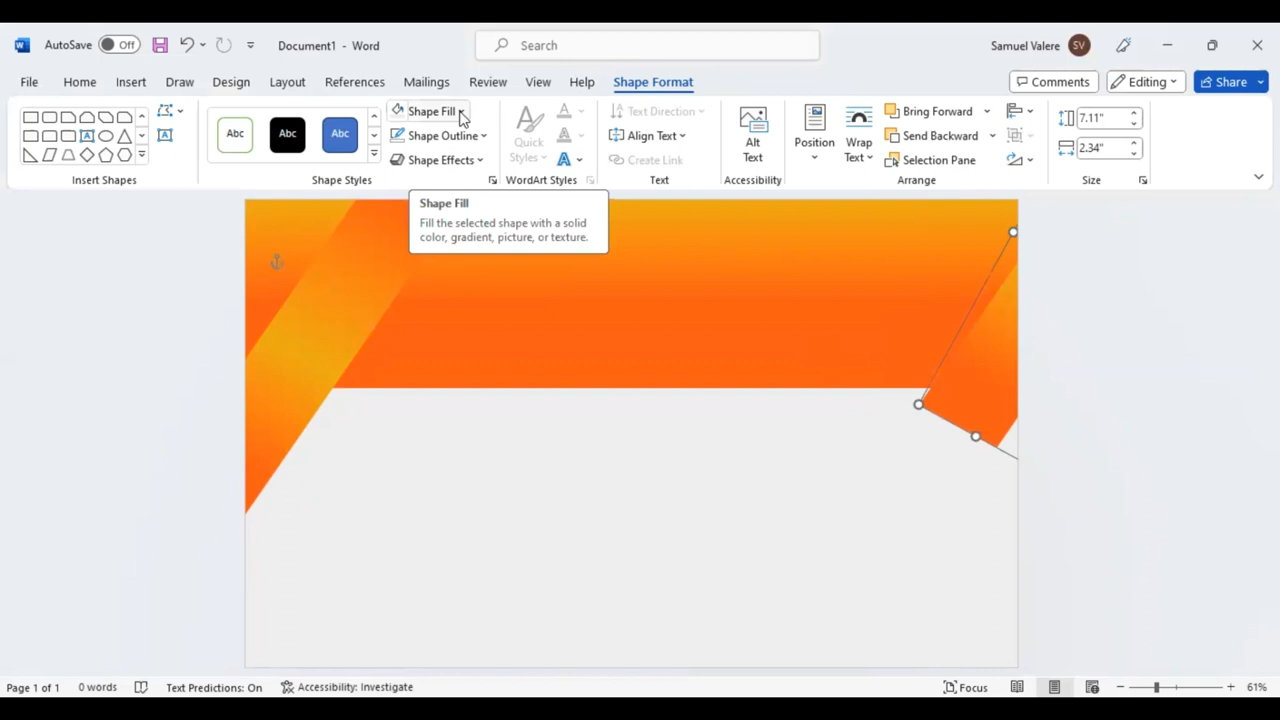 AutoSave Off Document1 - Word Search Samuel Valere SV
File Home Insert Draw Design Layout References Mailings Review View Help Shape Format Comments Editing Share
Abc Abc Abc
Shape Fill
Shape Outline
Shape Effects
Quick
Styles
Text Direction
Align Text
Create Link
Alt
Text
Position
Wrap
Text
Bring Forward
Send Backward
Selection Pane
7.11"
2.34"
Insert Shapes Shape Styles WordArt Styles Text Accessibility Arrange Size
Shape Fill
Fill the selected shape with a solid
color, gradient, picture, or texture.
Page 1 of 1 0 words Text Predictions: On Accessibility: Investigate Focus 61%